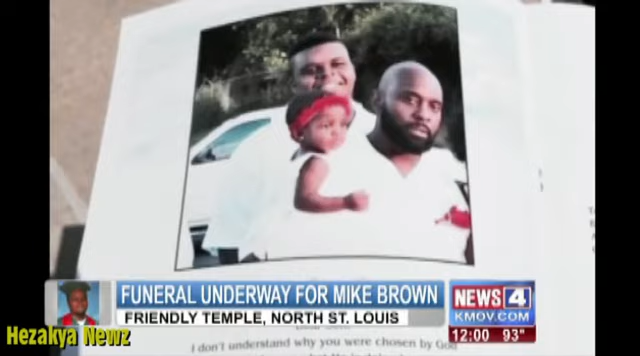 FUNERAL UNDERWAY FOR MIKE BROWN
FRIENDLY TEMPLE, NORTH ST. LOUIS
NEWS 4
KMOV.COM
12:00 93°
Hezakya Newz
I don't understand why you were chosen by God